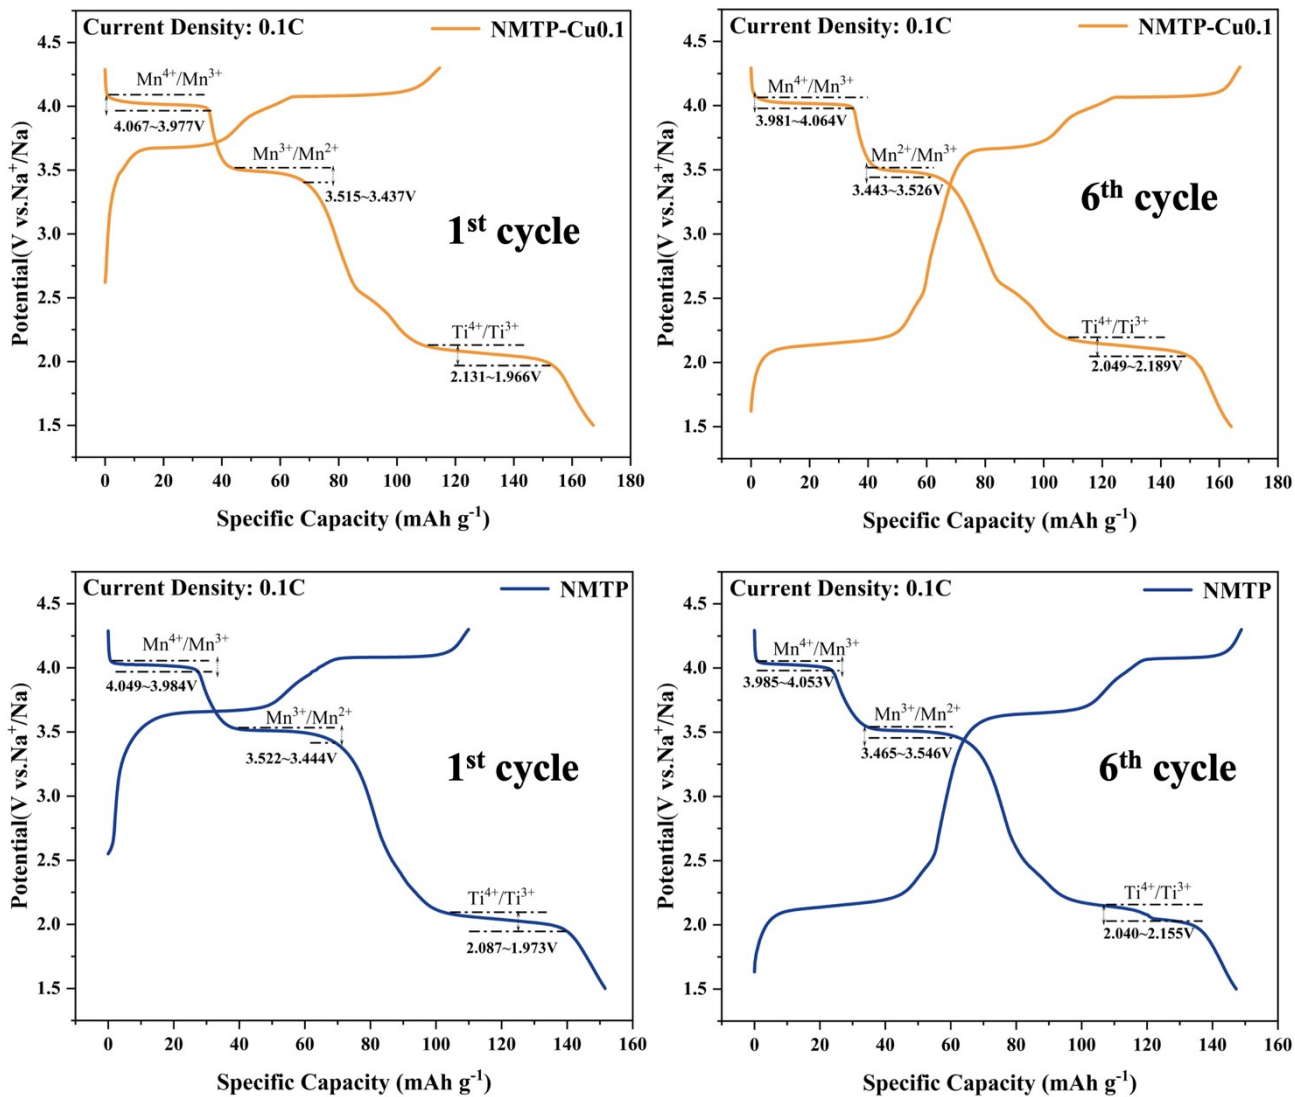 Current Density: 0.1C
NMTP-Cu0.1
Mn⁴⁺/Mn³⁺
4.067~3.977V
Mn³⁺/Mn²⁺
3.515~3.437V
1ˢᵗ cycle
Ti⁴⁺/Ti³⁺
2.131~1.966V
4.5
4.0
3.5
3.0
2.5
2.0
1.5
Potential(V vs.Na⁺/Na)
0 20 40 60 80 100 120 140 160 180
Specific Capacity (mAh g⁻¹)
Current Density: 0.1C
NMTP-Cu0.1
Mn⁴⁺/Mn³⁺
3.981~4.064V
Mn²⁺/Mn³⁺
3.443~3.526V
6ᵗʰ cycle
Ti⁴⁺/Ti³⁺
2.049~2.189V
4.5
4.0
3.5
3.0
2.5
2.0
1.5
Potential(V vs.Na⁺/Na)
0 20 40 60 80 100 120 140 160 180
Specific Capacity (mAh g⁻¹)
Current Density: 0.1C
NMTP
Mn⁴⁺/Mn³⁺
4.049~3.984V
Mn³⁺/Mn²⁺
3.522~3.444V
1ˢᵗ cycle
Ti⁴⁺/Ti³⁺
2.087~1.973V
4.5
4.0
3.5
3.0
2.5
2.0
1.5
Potential(V vs.Na⁺/Na)
0 20 40 60 80 100 120 140 160
Specific Capacity (mAh g⁻¹)
Current Density: 0.1C
NMTP
Mn⁴⁺/Mn³⁺
3.985~4.053V
Mn³⁺/Mn²⁺
3.465~3.546V
6ᵗʰ cycle
Ti⁴⁺/Ti³⁺
2.040~2.155V
4.5
4.0
3.5
3.0
2.5
2.0
1.5
Potential(V vs.Na⁺/Na)
0 20 40 60 80 100 120 140 160
Specific Capacity (mAh g⁻¹)